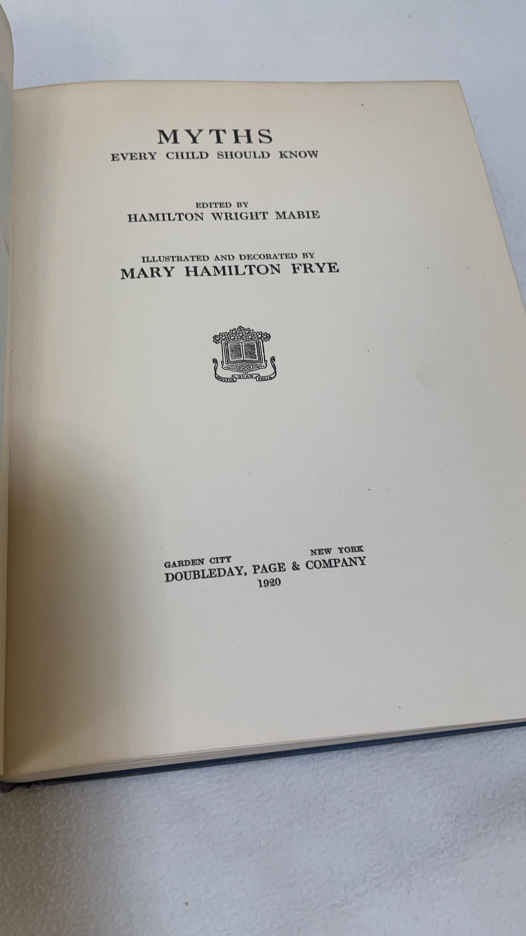 MYTHS
EVERY CHILD SHOULD KNOW
EDITED BY
HAMILTON WRIGHT MABIE
ILLUSTRATED AND DECORATED BY
MARY HAMILTON FRYE
GARDEN CITY NEW YORK
DOUBLEDAY, PAGE & COMPANY
1920